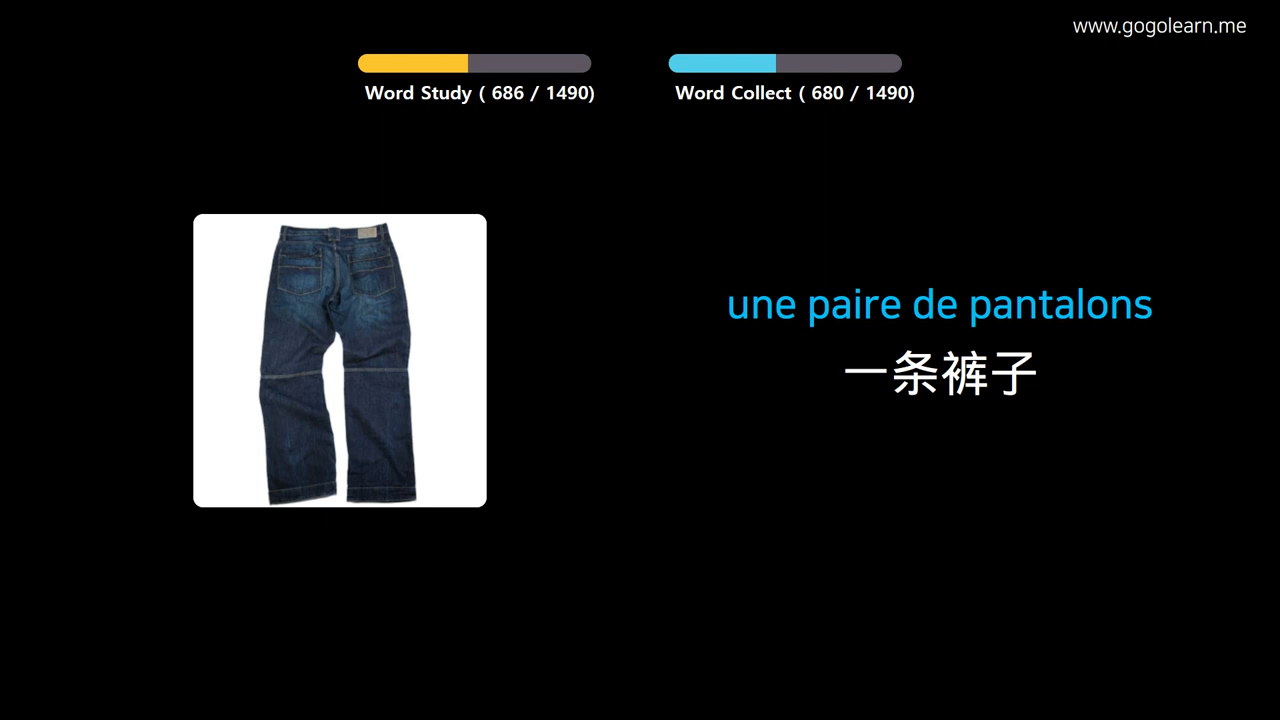 www.gogolearn.me
Word Study ( 686 / 1490)
Word Collect ( 680 / 1490)
une paire de pantalons
一条裤子